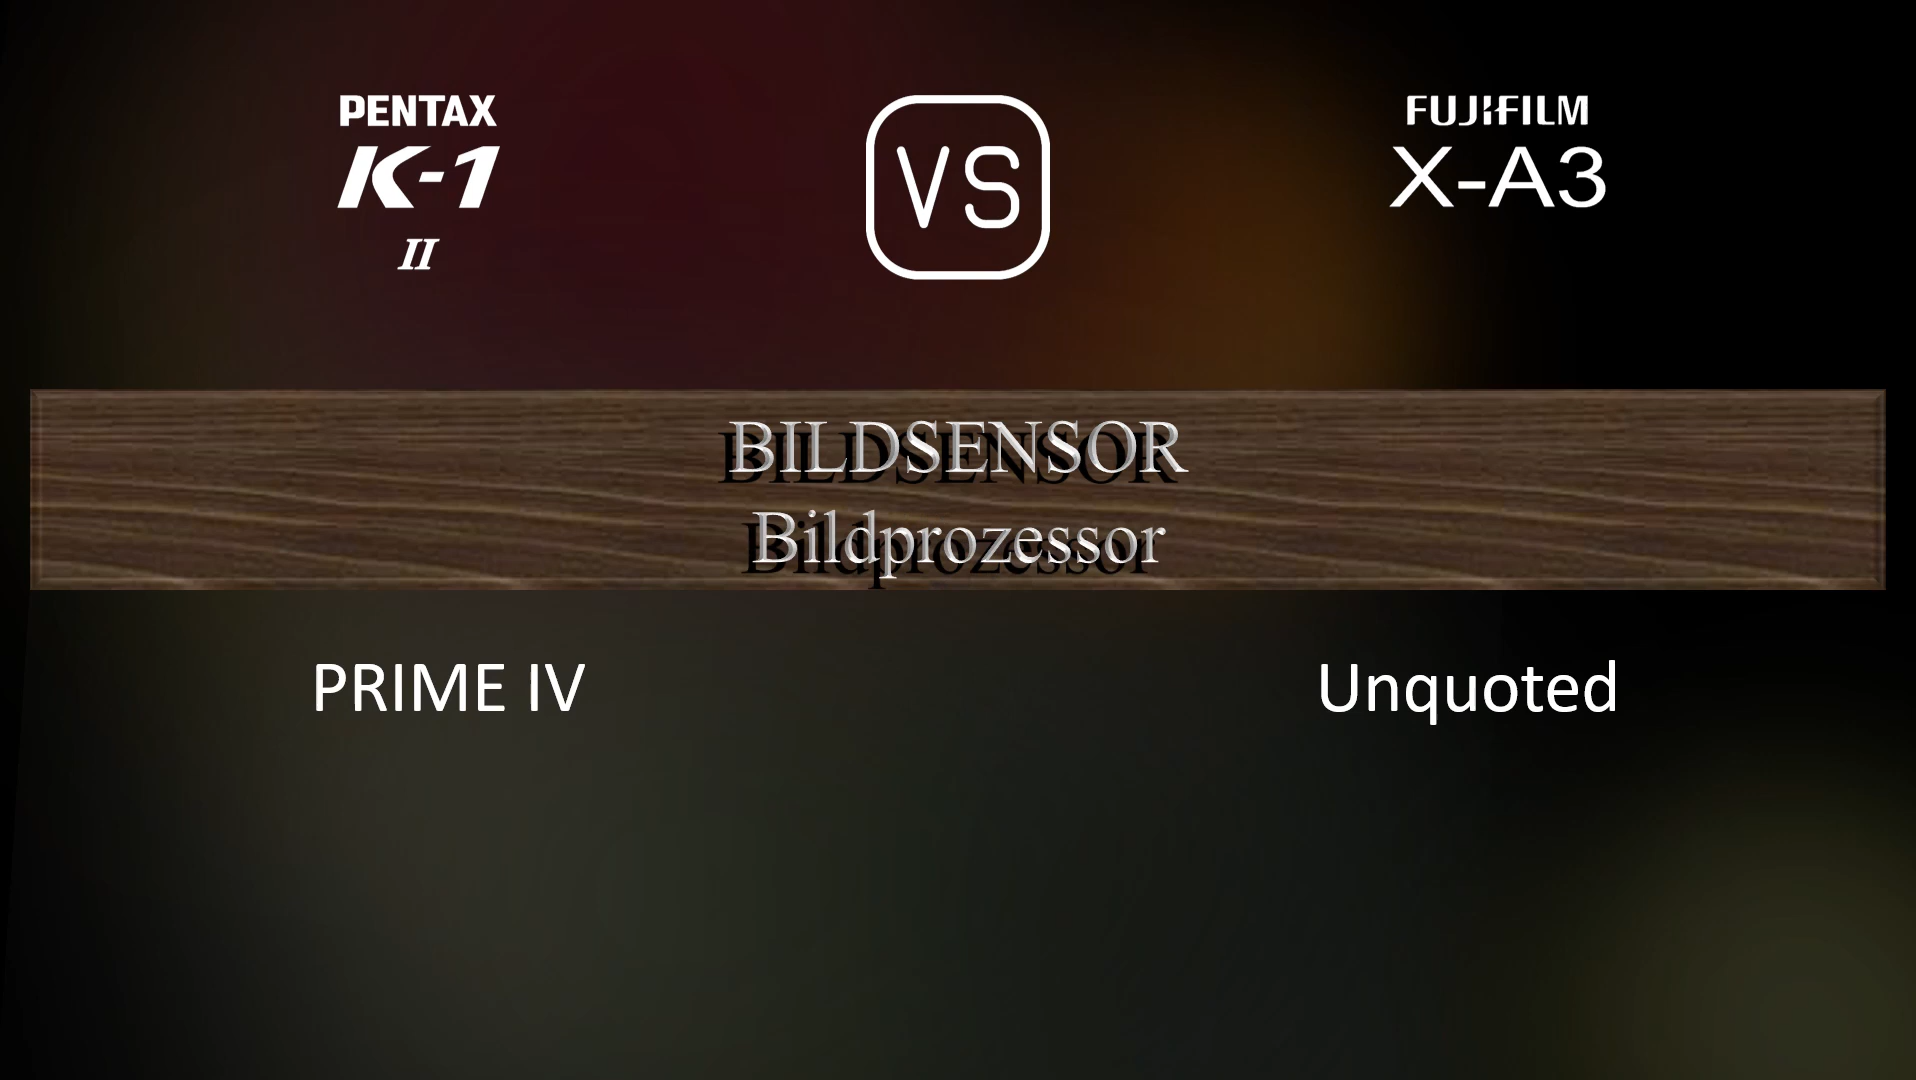 PENTAX
K-1
II
VS
FUJIFILM
X-A3
BILDSENSOR
Bildprozessor
PRIME IV
Unquoted